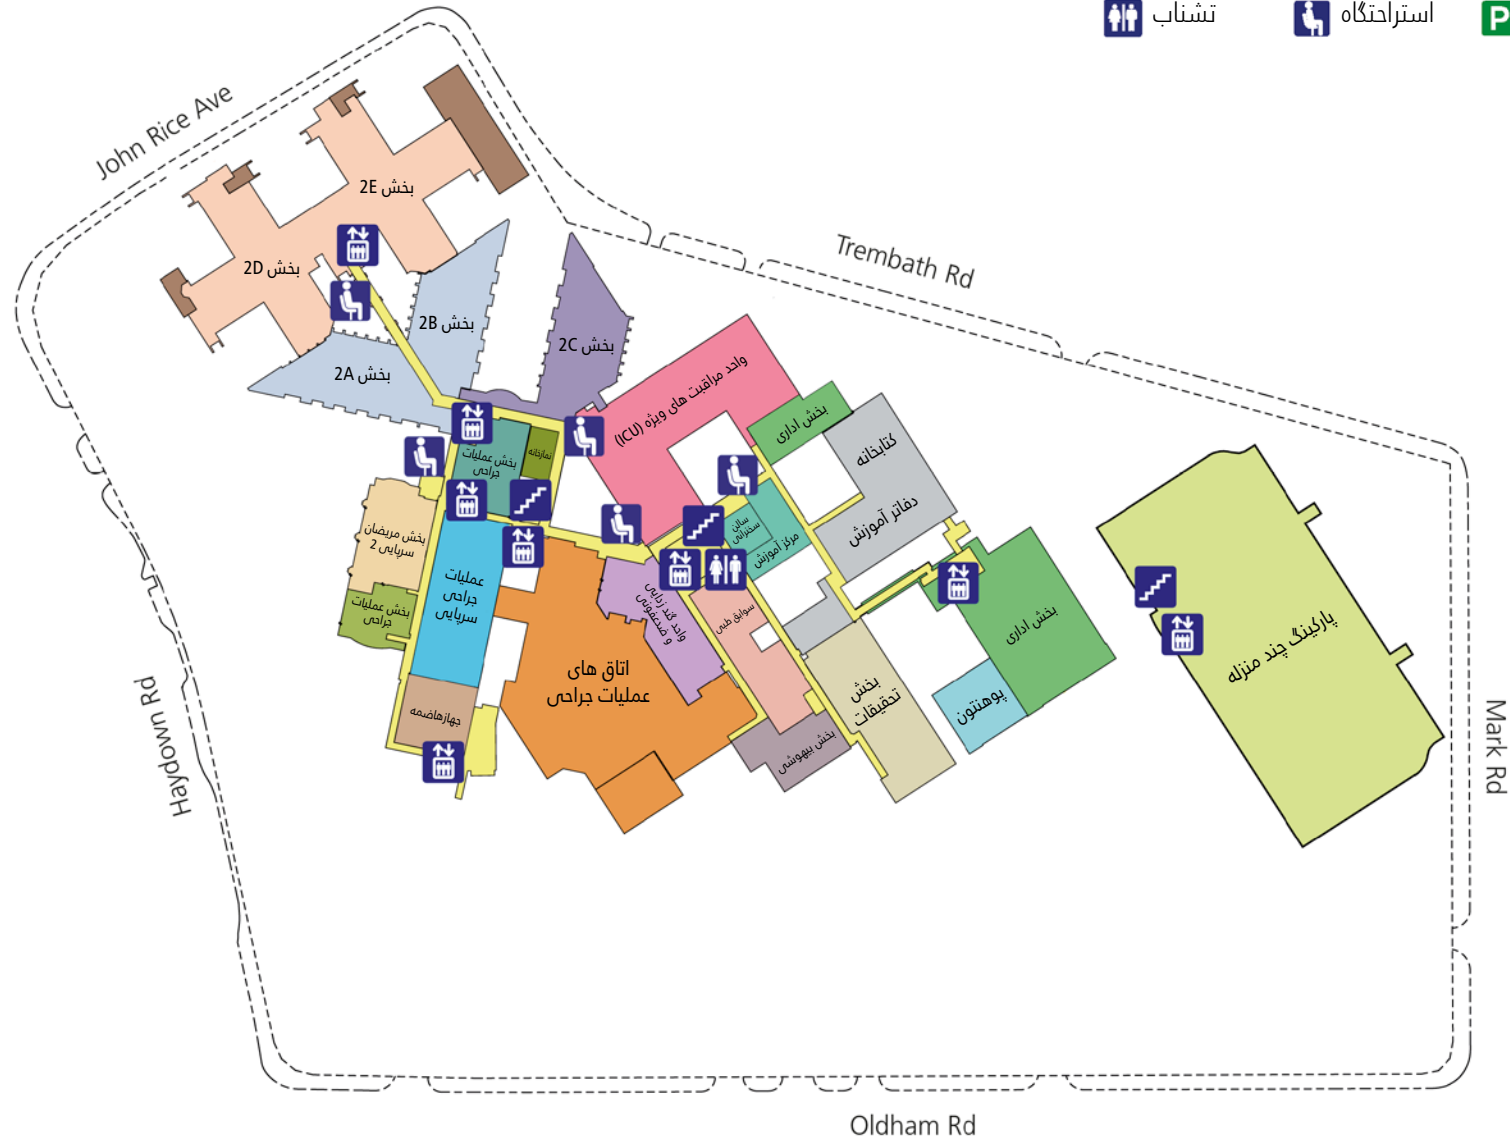 تشناب
استراحتگاه
P
John Rice Ave
Trembath Rd
بخش 2E
بخش 2D
بخش 2B
بخش 2C
بخش 2A
واحد مراقبت های ویژه (ICU)
بخش اداری
کتابخانه
دفاتر آموزش
نمازخانه
بخش عملیات
جراحی
سالن
سخنرانی
مرکز آموزش
بخش مریضان
سرپایی 2
عملیات
جراحی
سرپایی
بخش عملیات
جراحی
واحد گند زدایی
و ضدعفونی
سوابق طبی
بخش اداری
پارکینگ چند منزله
اتاق های
عملیات جراحی
بخش
تحقیقات
پوهنتون
جهازهاضمه
بخش بیهوشی
Haydown Rd
Mark Rd
Oldham Rd